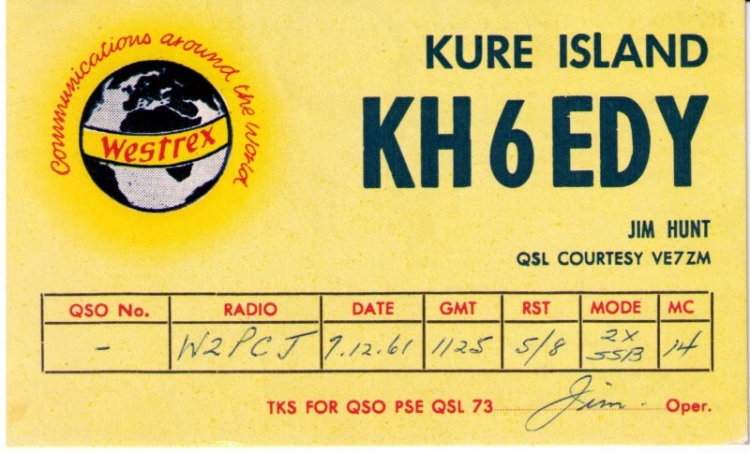 Communications around the World
Westrex
KURE ISLAND
KH6EDY
JIM HUNT
QSL COURTESY VE7ZM
QSO No. RADIO DATE GMT RST MODE MC
- W2PCJ 7.12.61 1125 5/8 2X SSB 14
TKS FOR QSO PSE QSL 73 Jim Oper.